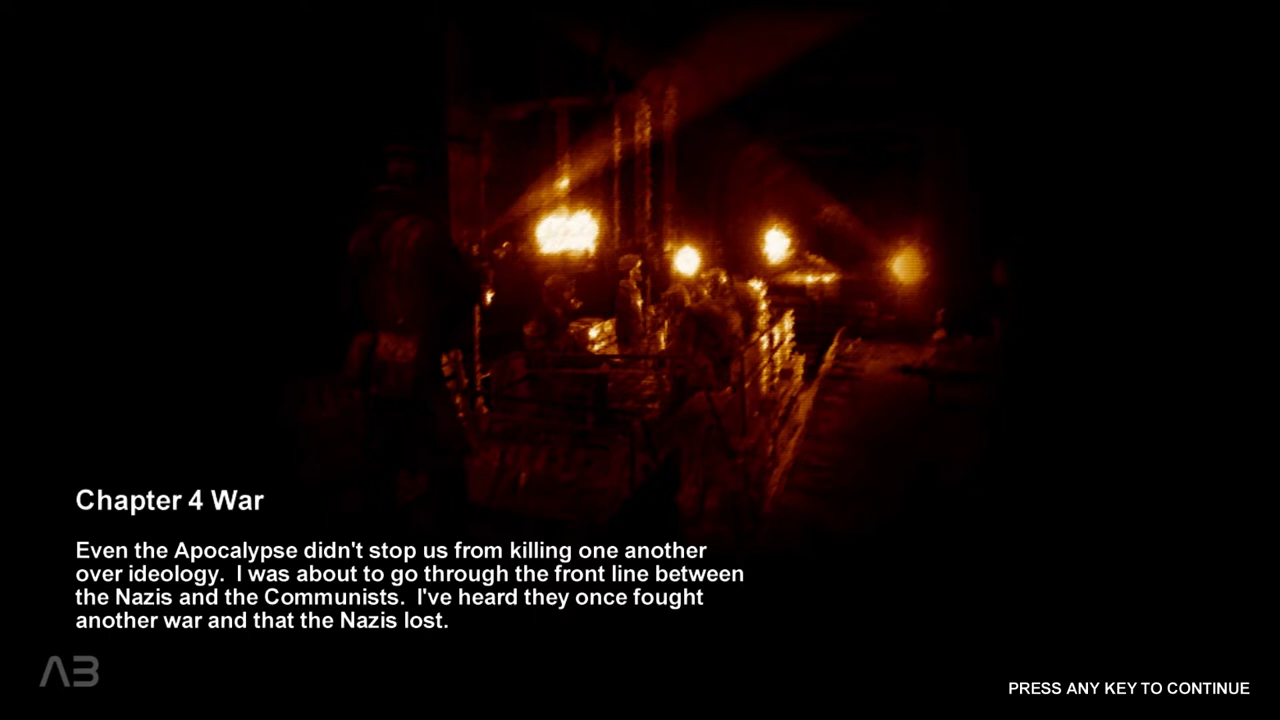 Chapter 4 War
Even the Apocalypse didn't stop us from killing one another
over ideology.  I was about to go through the front line between
the Nazis and the Communists.  I've heard they once fought
another war and that the Nazis lost.
AB
PRESS ANY KEY TO CONTINUE